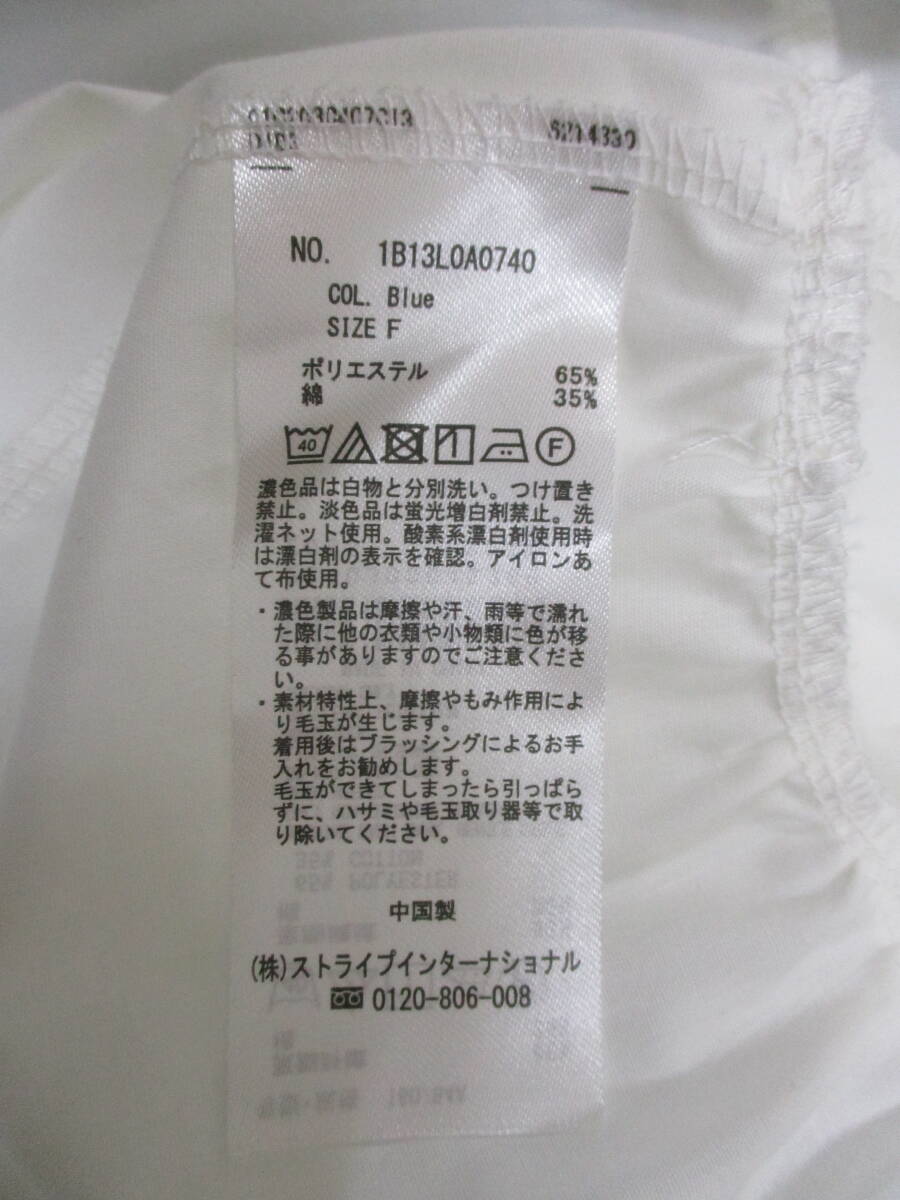 NO. 1B13L0A0740
COL. Blue
SIZE F
ポリエステル 65%
綿 35%
40
F
濃色品は白物と分別洗い。つけ置き
禁止。淡色品は蛍光増白剤禁止。洗
濯ネット使用。酸素系漂白剤使用時
は漂白剤の表示を確認。アイロンあ
て布使用。
・濃色製品は摩擦や汗、雨等で濡れ
た際に他の衣類や小物類に色が移
る事がありますのでご注意くださ
い。
・素材特性上、摩擦やもみ作用によ
り毛玉が生じます。
着用後はブラッシングによるお手
入れをお勧めします。
毛玉ができてしまったら引っぱら
ずに、ハサミや毛玉取り器等で取
り除いてください。
35% COTTON
65% POLYESTER
中国製
(株)ストライプインターナショナル
0120-806-008